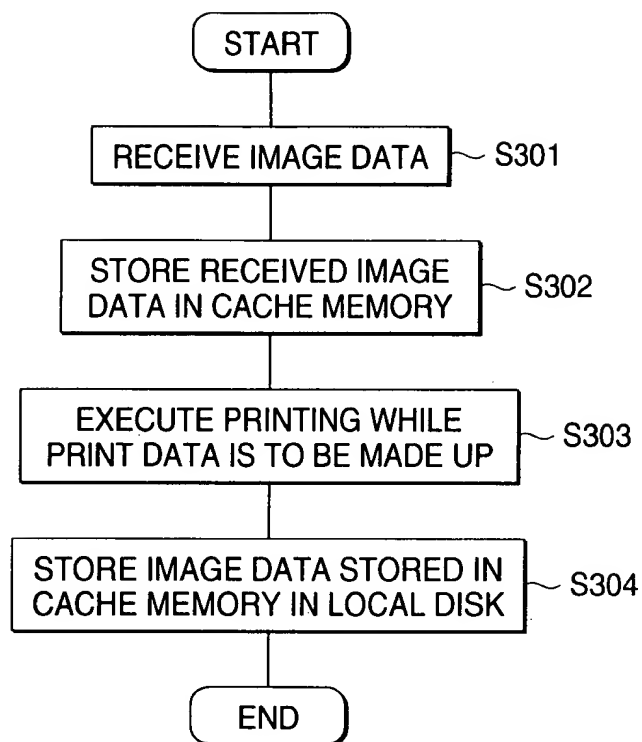 START
RECEIVE IMAGE DATA
S301
STORE RECEIVED IMAGE
DATA IN CACHE MEMORY
S302
EXECUTE PRINTING WHILE
PRINT DATA IS TO BE MADE UP
S303
STORE IMAGE DATA STORED IN
CACHE MEMORY IN LOCAL DISK
S304
END